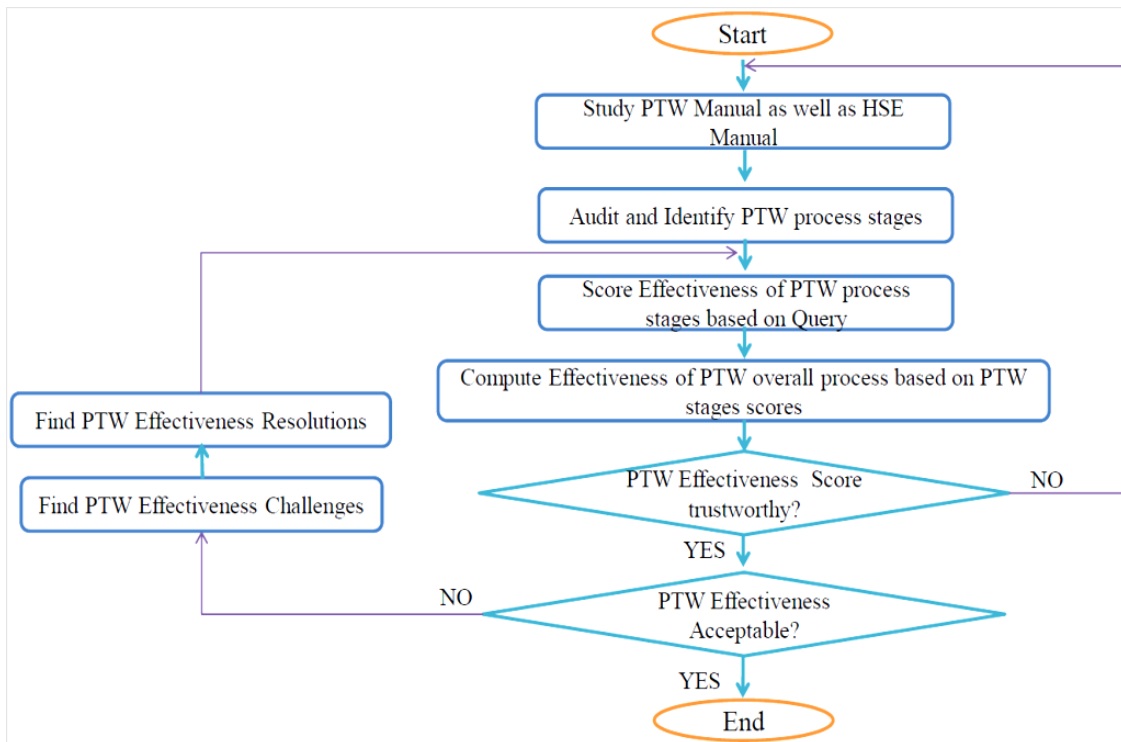 Start
Study PTW Manual as well as HSE
Manual
Audit and Identify PTW process stages
Score Effectiveness of PTW process
stages based on Query
Compute Effectiveness of PTW overall process based on PTW
stages scores
Find PTW Effectiveness Resolutions
Find PTW Effectiveness Challenges
PTW Effectiveness Score
trustworthy?
NO
YES
PTW Effectiveness
Acceptable?
NO
YES
End